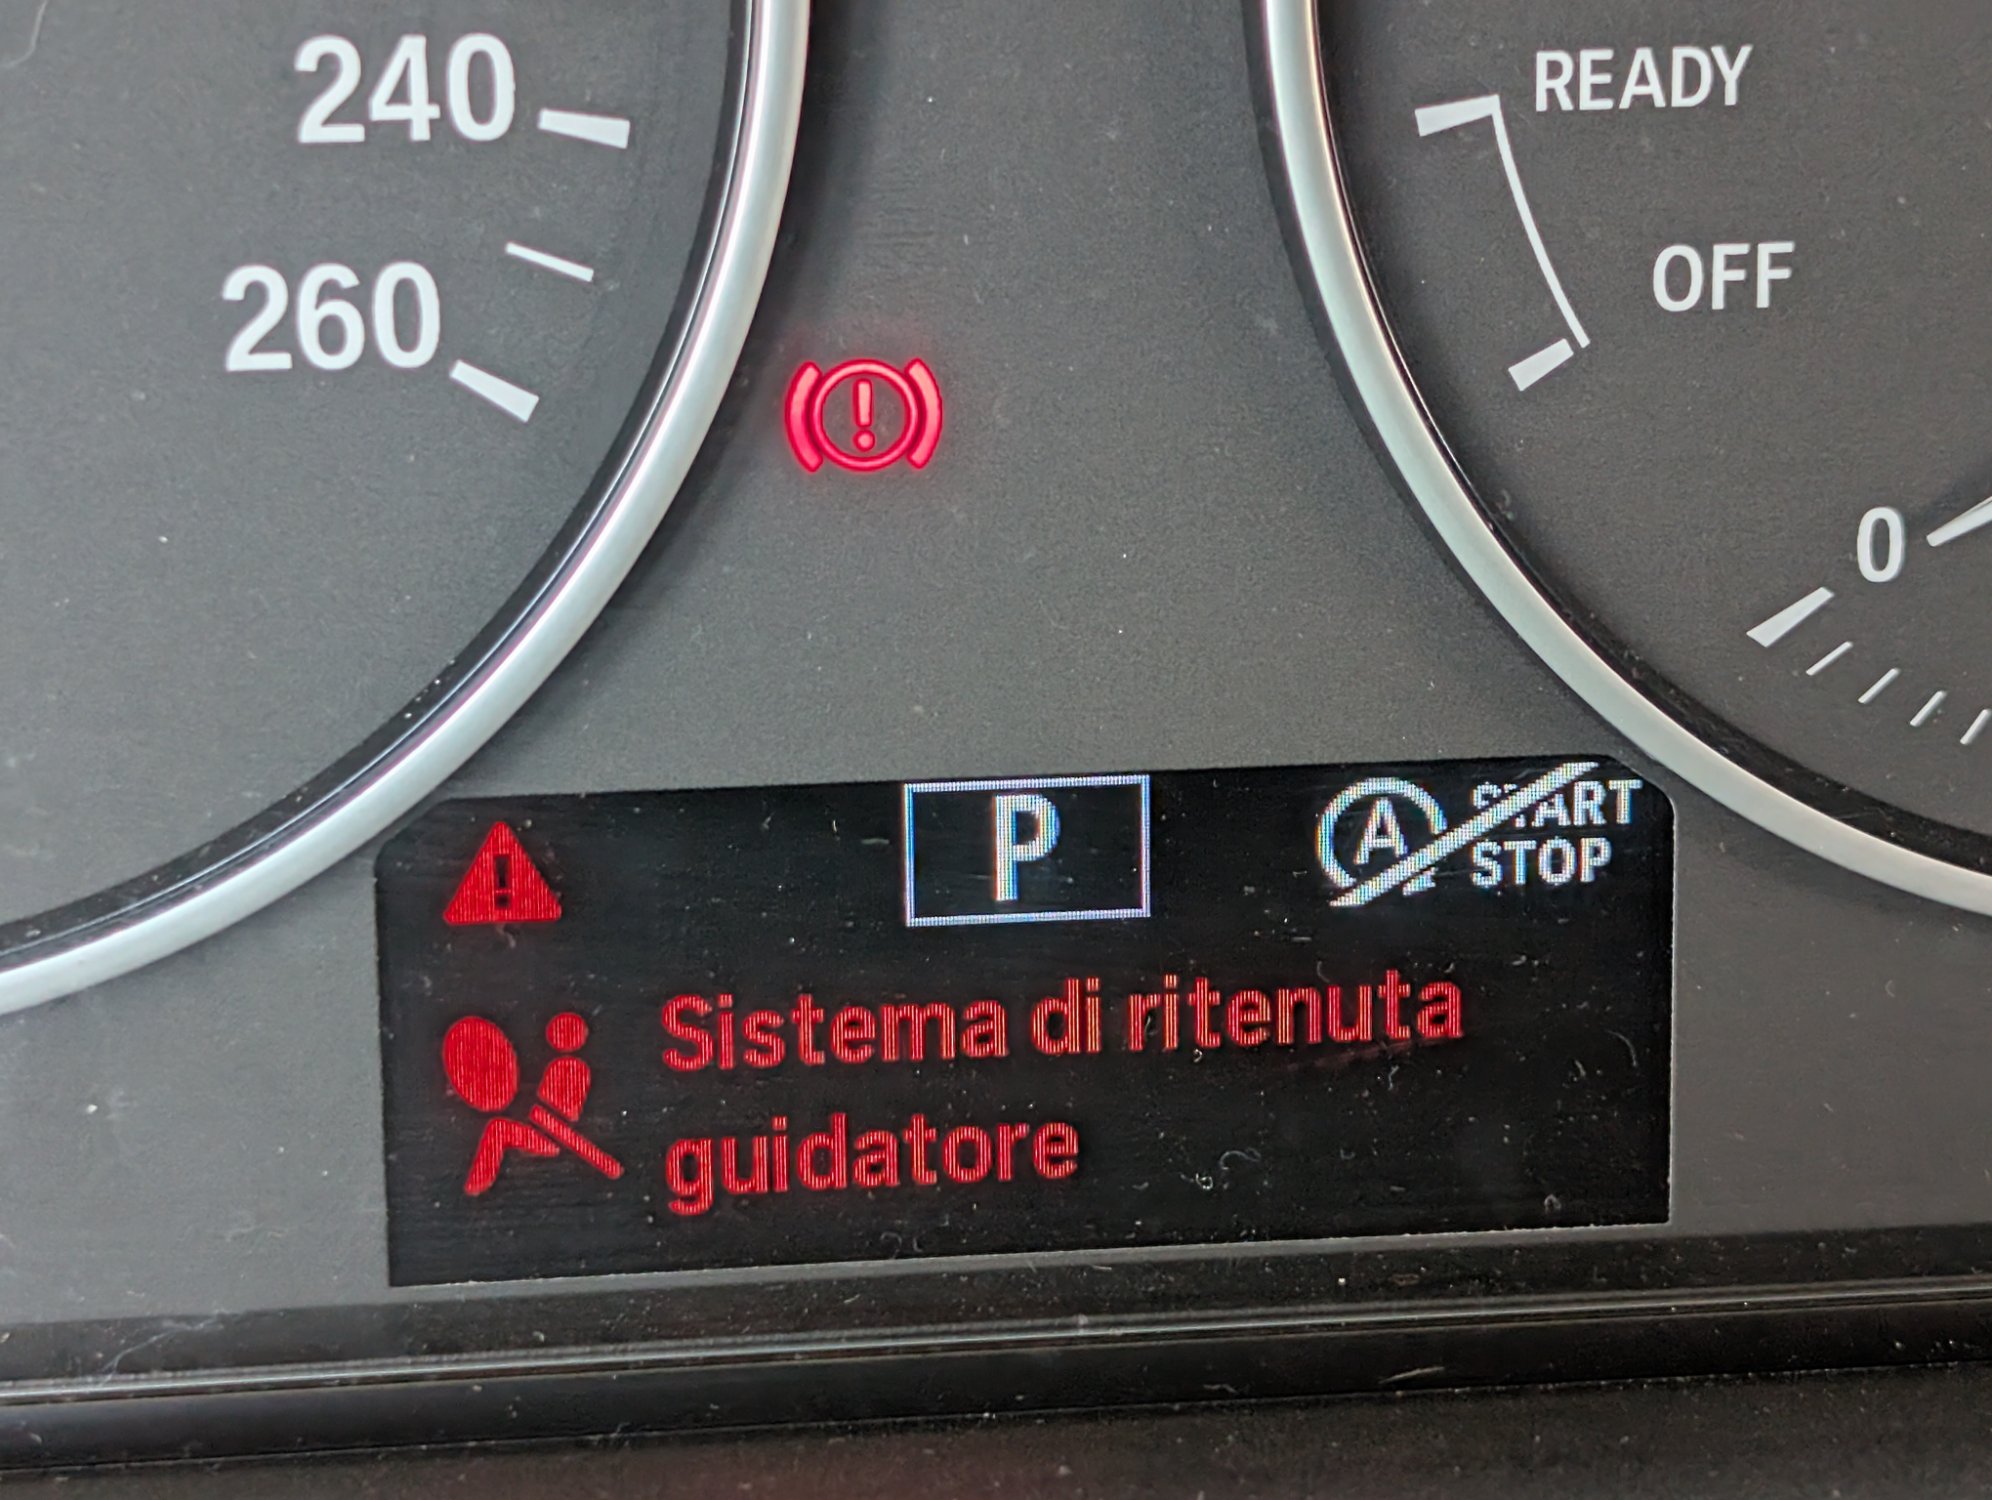 240
260
READY
OFF
0
P
A START
STOP
Sistema di ritenuta
guidatore